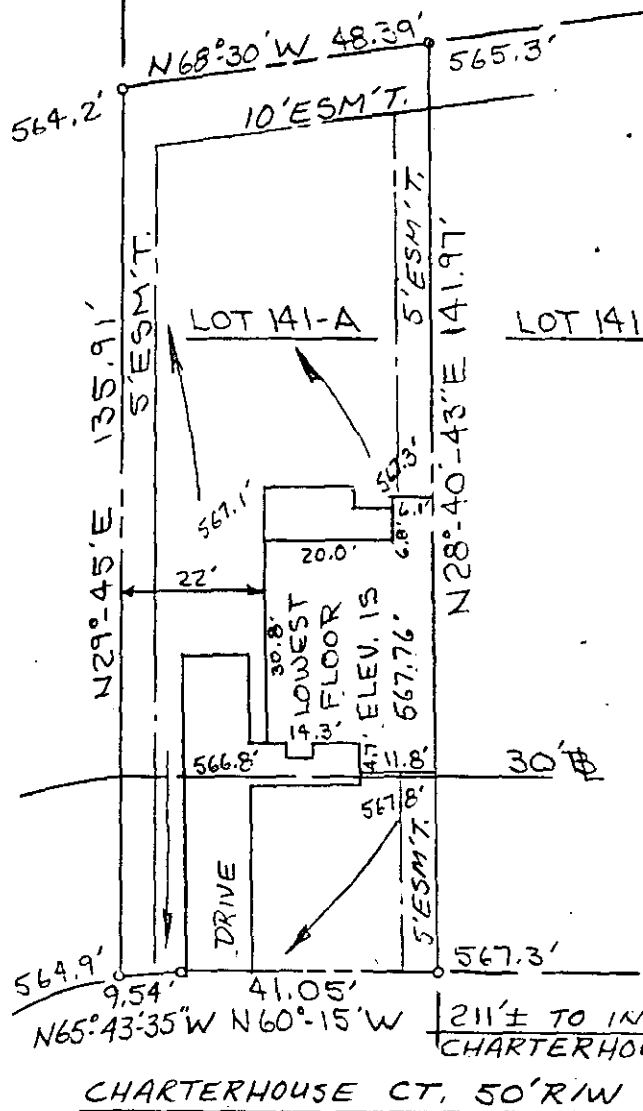 N68°-30'W 48.39'
564.2'
565.3'
10'ESM'T.
5'ESM'T.
5'ESM'T.
N29°-45'E 135.91'
N28°-40'-43"E 141.97'
LOT 141-A
LOT 141
567.1'
567.3'
6.1'
6.8'
20.0'
22'
30.8'
LOWEST
FLOOR
ELEV. IS
567.76'
14.3'
4.7'
11.8'
566.8'
30'
567.8'
DRIVE
5'ESM'T.
564.9'
567.3'
9.54'
41.05'
N65°-43'-35"W N60°-15'W
211'± TO IN
CHARTERHO
CHARTERHOUSE CT. 50'R/W